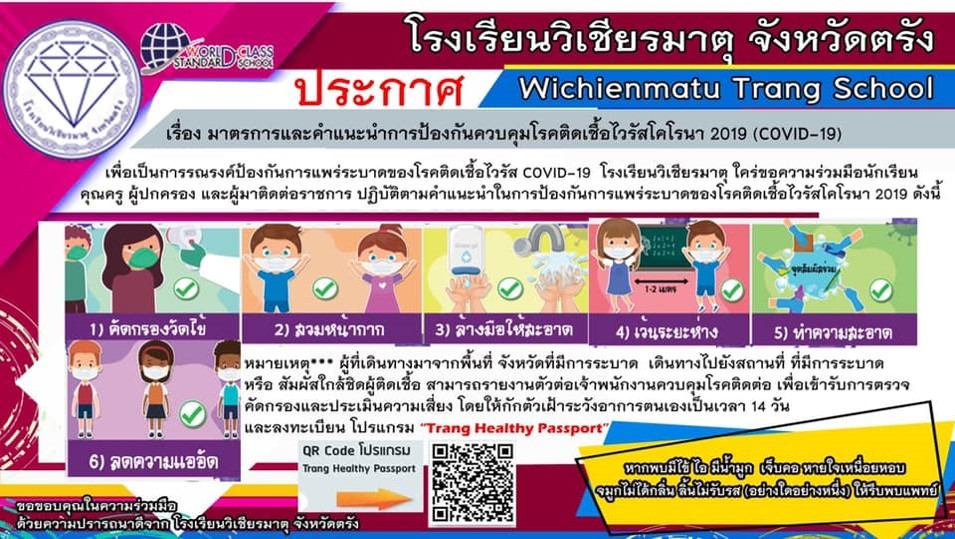 โรงเรียนวิเชียรมาตุ จังหวัดตรัง
WORLD CLASS
STANDARD SCHOOL
ประกาศ
Wichienmatu Trang School
โรงเรียนวิเชียรมาตุ จังหวัดตรัง
เรื่อง มาตรการและคำแนะนำการป้องกันควบคุมโรคติดเชื้อไวรัสโคโรนา 2019 (COVID-19)
เพื่อเป็นการรณรงค์ป้องกันการแพร่ระบาดของโรคติดเชื้อไวรัส COVID-19 โรงเรียนวิเชียรมาตุ ใคร่ขอความร่วมมือนักเรียน
คุณครู ผู้ปกครอง และผู้มาติดต่อราชการ ปฏิบัติตามคำแนะนำในการป้องกันการแพร่ระบาดของโรคติดเชื้อไวรัสโคโรนา 2019 ดังนี้
1-2 เมตร
จุดสัมผัสร่วม
1) คัดกรองวัดไข้
2) สวมหน้ากาก
3) ล้างมือให้สะอาด
4) เว้นระยะห่าง
5) ทำความสะอาด
6) ลดความแออัด
หมายเหตุ*** ผู้ที่เดินทางมาจากพื้นที่ จังหวัดที่มีการระบาด เดินทางไปยังสถานที่ ที่มีการระบาด
หรือ สัมผัสใกล้ชิดผู้ติดเชื้อ สามารถรายงานตัวต่อเจ้าพนักงานควบคุมโรคติดต่อ เพื่อเข้ารับการตรวจ
คัดกรองและประเมินความเสี่ยง โดยให้กักตัวเฝ้าระวังอาการตนเองเป็นเวลา 14 วัน
และลงทะเบียน โปรแกรม “Trang Healthy Passport”
QR Code โปรแกรม
Trang Healthy Passport
หากพบมีไข้ ไอ มีน้ำมูก เจ็บคอ หายใจเหนื่อยหอบ
จมูกไม่ได้กลิ่น ลิ้นไม่รับรส (อย่างใดอย่างหนึ่ง) ให้รีบพบแพทย์
ขอขอบคุณในความร่วมมือ
ด้วยความปรารถนาดีจาก โรงเรียนวิเชียรมาตุ จังหวัดตรัง